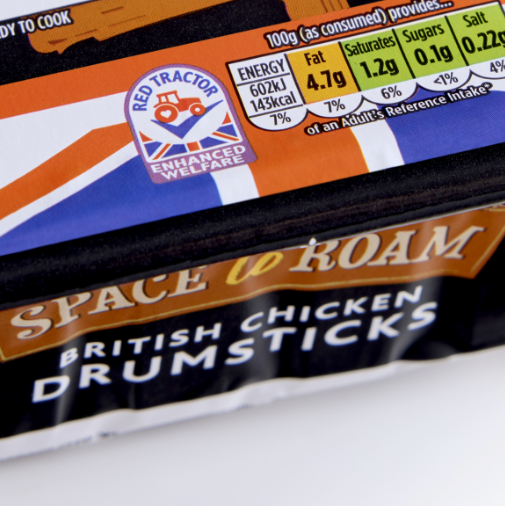 DY TO COOK
100g (as consumed) provides...
ENERGY
602kJ
143kcal
7%
Fat
4.7g
7%
Saturates
1.2g
6%
Sugars
0.1g
<1%
Salt
0.22g
4%
of an Adult's Reference Intake*
RED TRACTOR
ENHANCED
WELFARE
SPACE to ROAM
BRITISH CHICKEN
DRUMSTICKS